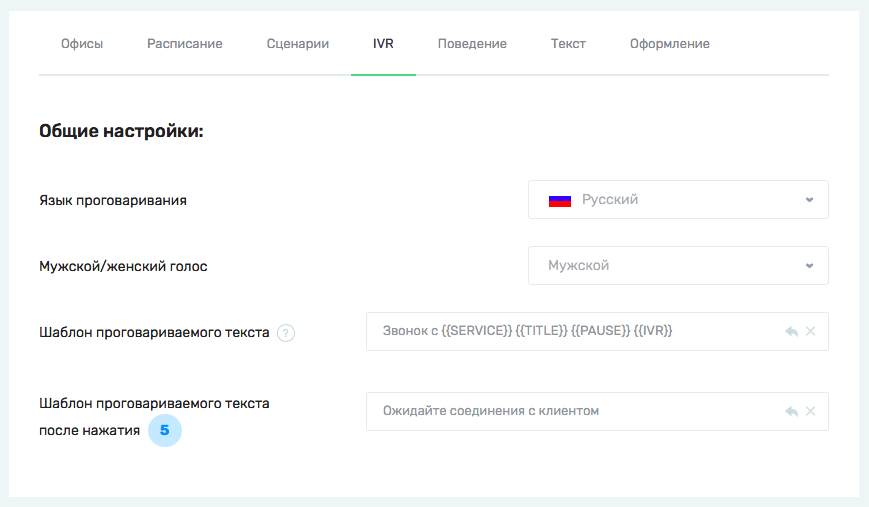 Офисы Расписание Сценарии IVR Поведение Текст Оформление
Общие настройки:
Язык проговаривания Русский
Мужской/женский голос Мужской
Шаблон проговариваемого текста ? Звонок с {{SERVICE}} {{TITLE}} {{PAUSE}} {{IVR}}
Шаблон проговариваемого текста
после нажатия 5
Ожидайте соединения с клиентом